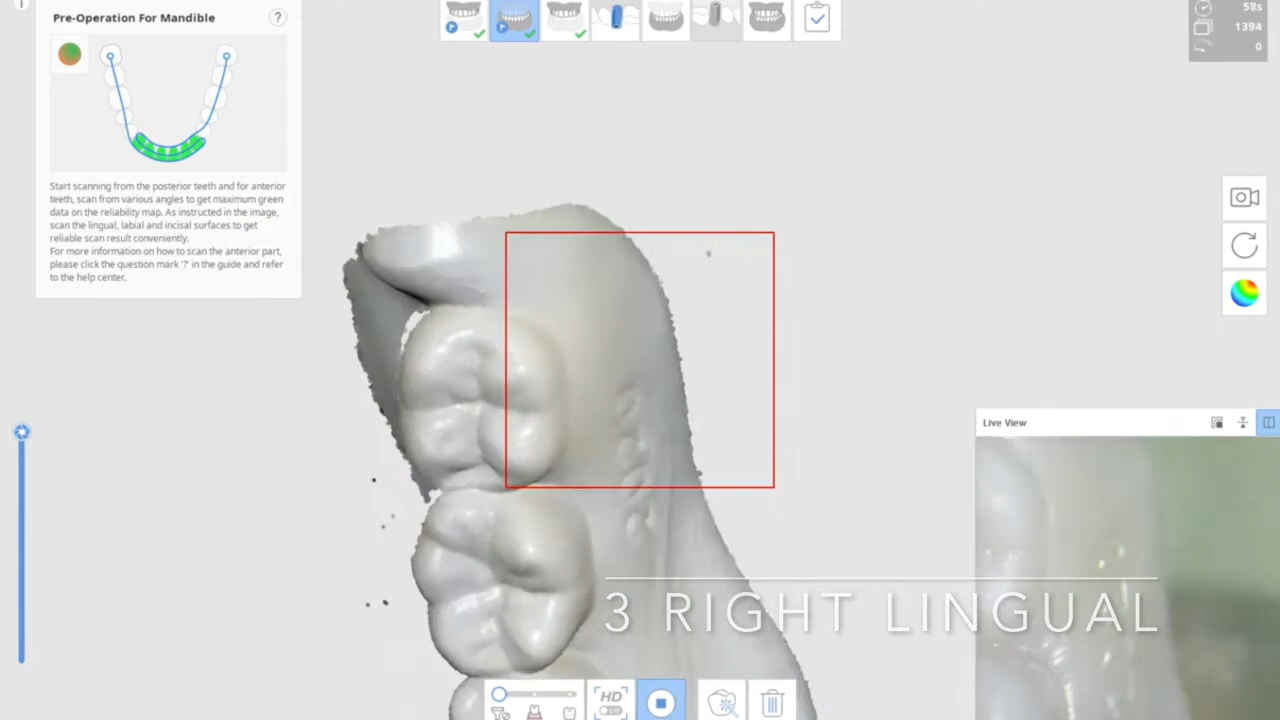 Pre-Operation For Mandible
?
58s
1394
0
Start scanning from the posterior teeth and for anterior
teeth, scan from various angles to get maximum green
data on the reliability map. As instructed in the image,
scan the lingual, labial and incisal surfaces to get
reliable scan result conveniently.
For more information on how to scan the anterior part,
please click the question mark '?' in the guide and refer
to the help center.
Live View
3 RIGHT LINGUAL
HD
Off